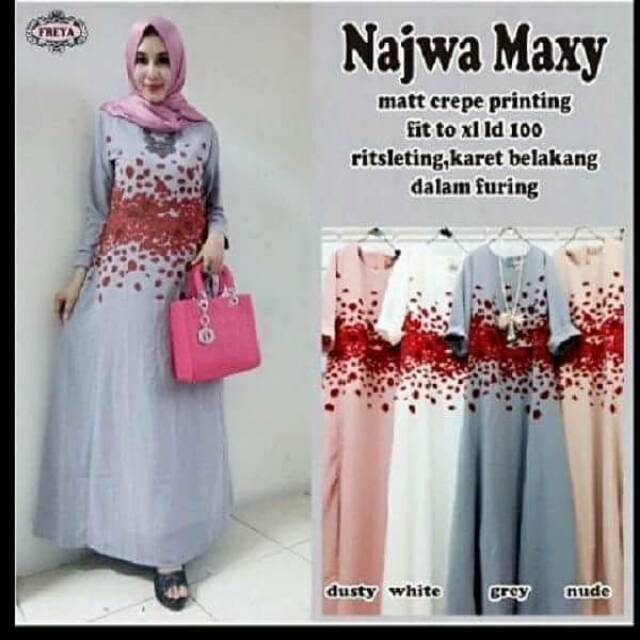 FREYA
Najwa Maxy
matt crepe printing
fit to xl ld 100
ritsleting,karet belakang
dalam furing
dusty white grey nude